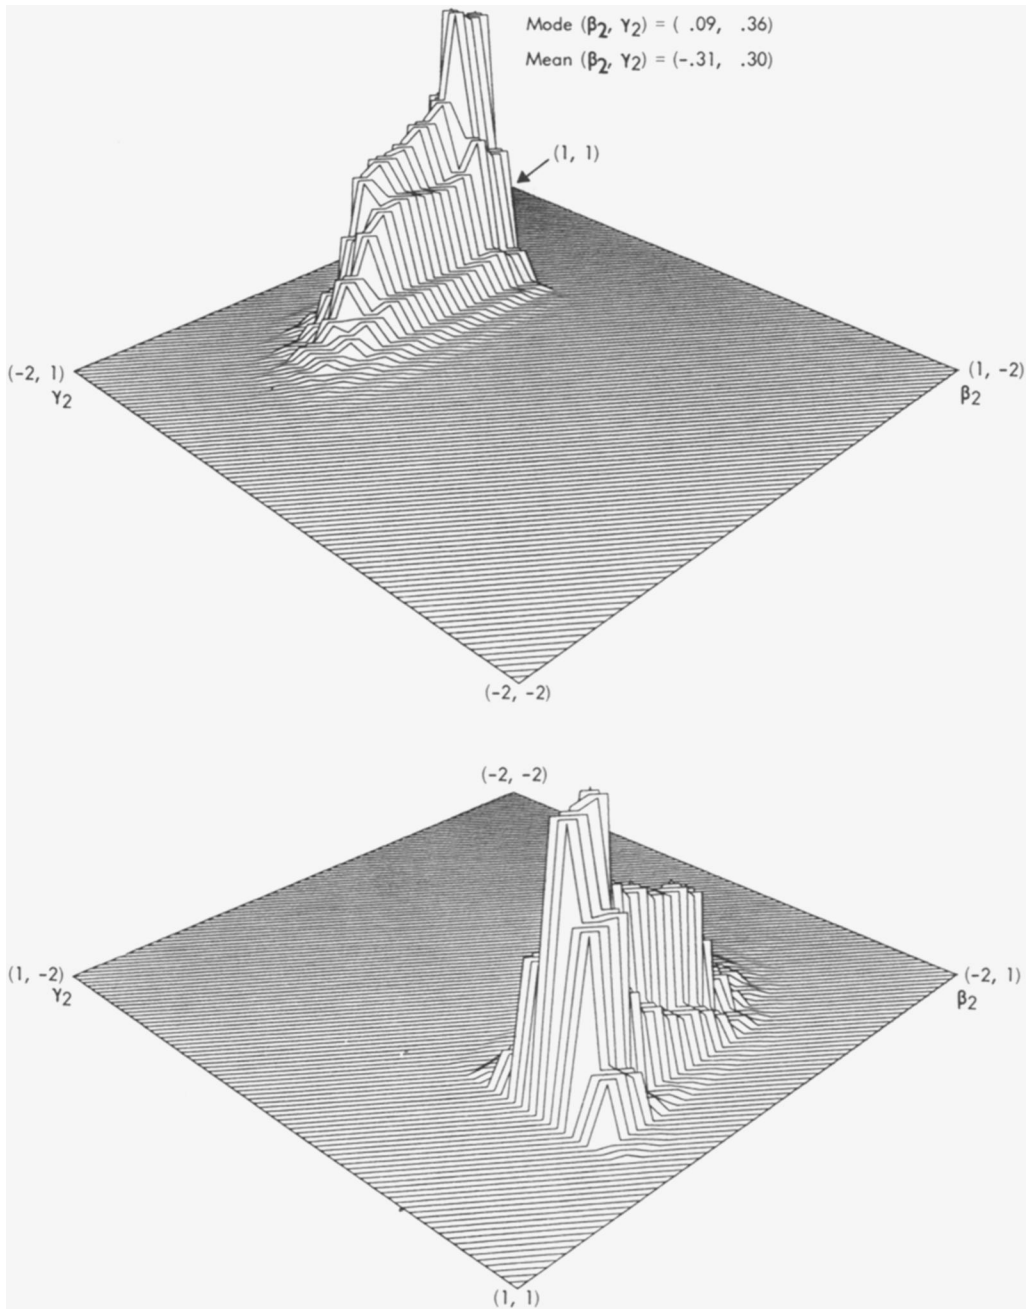 Mode (β₂, γ₂) = ( .09, .36)
Mean (β₂, γ₂) = (-.31, .30)
(1, 1)
(-2, 1)
γ₂
(1, -2)
β₂
(-2, -2)
(-2, -2)
(1, -2)
γ₂
(-2, 1)
β₂
(1, 1)